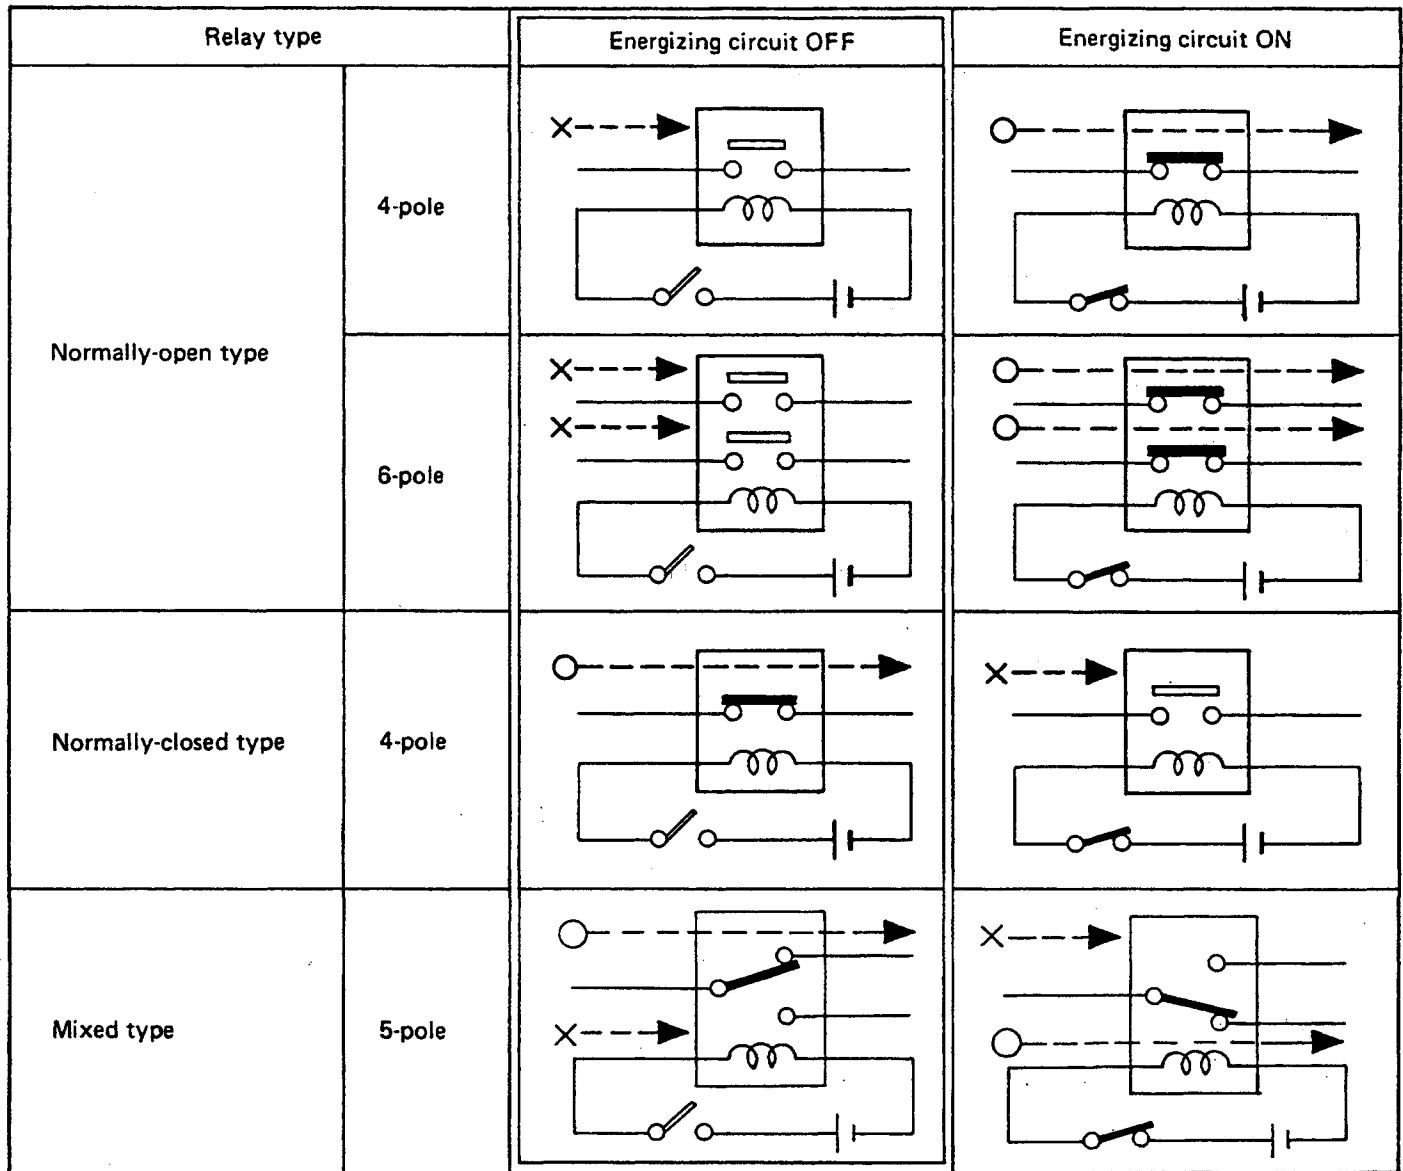 Relay type
Energizing circuit OFF
Energizing circuit ON
Normally-open type
4-pole
6-pole
Normally-closed type
4-pole
Mixed type
5-pole